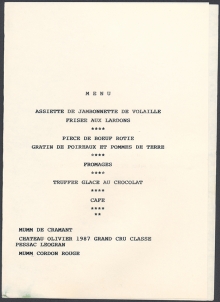 MENU
ASSIETTE DE JAMBONNETTE DE VOLAILLE
FRISEE AUX LARDONS
****
PIECE DE BOEUF ROTIE
GRATIN DE POIREAUX ET POMMES DE TERRE
****
FROMAGES
****
TRUFFE GLACE AU CHOCOLAT
****
CAFE
****
**
MUMM DE CRAMANT
CHATEAU OLIVIER 1987 GRAND CRU CLASSE
PESSAC LEOGNAN
MUMM CORDON ROUGE